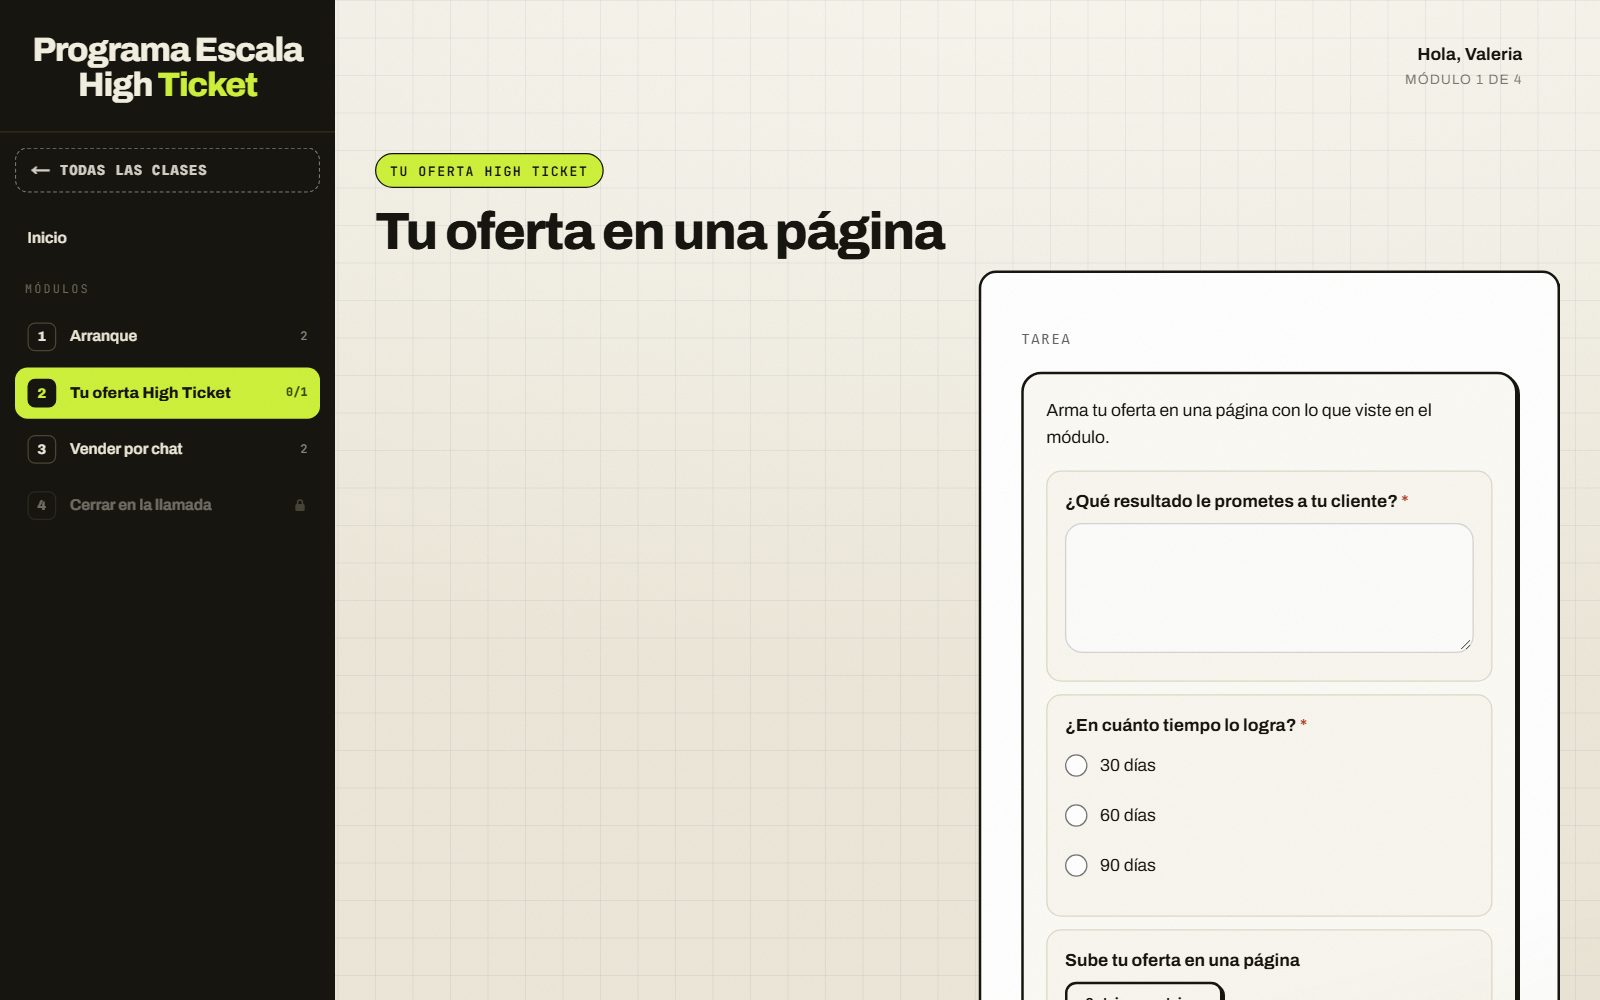 Programa Escala
High Ticket
← TODAS LAS CLASES
Inicio
MÓDULOS
1 Arranque 2
2 Tu oferta High Ticket 0/1
3 Vender por chat 2
4 Cerrar en la llamada
Hola, Valeria
MÓDULO 1 DE 4
TU OFERTA HIGH TICKET
Tu oferta en una página
TAREA
Arma tu oferta en una página con lo que viste en el
módulo.
¿Qué resultado le prometes a tu cliente? *
¿En cuánto tiempo lo logra? *
30 días
60 días
90 días
Sube tu oferta en una página